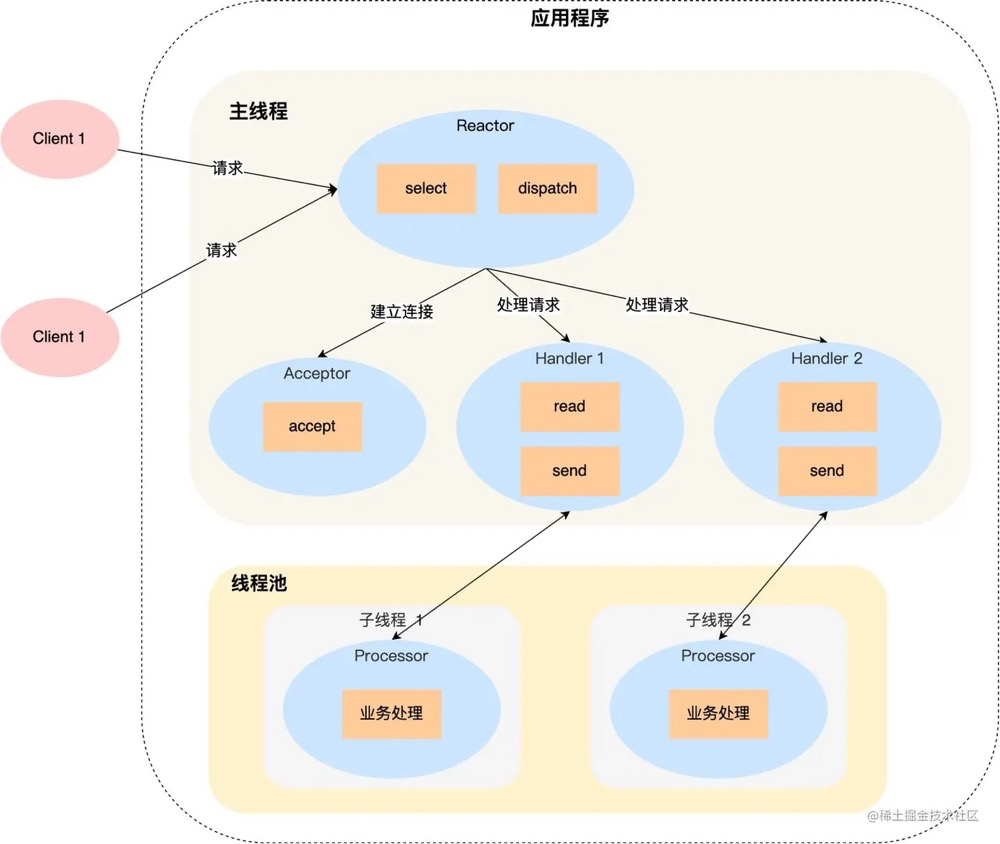 应用程序
主线程
Reactor
select
dispatch
Client 1
请求
请求
Client 1
建立连接
处理请求
处理请求
Acceptor
accept
Handler 1
read
send
Handler 2
read
send
线程池
子线程 1
Processor
业务处理
子线程 2
Processor
业务处理
@稀土掘金技术社区